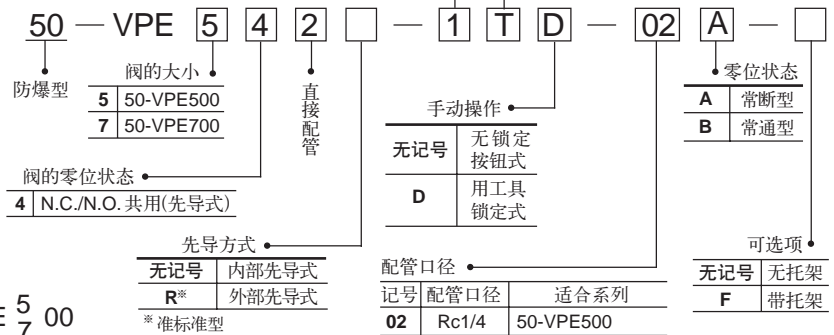 50 — VPE 5 4 2 — 1 T D — 02 A —
防爆型
阀的大小
5 50-VPE500
7 50-VPE700
直接配管
手动操作
无记号 无锁定按钮式
D 用工具锁定式
零位状态
A 常断型
B 常通型
阀的零位状态
4 N.C./N.O.共用(先导式)
先导方式
无记号 内部先导式
R※ 外部先导式
※准标准型
配管口径
记号 配管口径 适合系列
02 Rc1/4 50-VPE500
可选项
无记号 无托架
F 带托架
E 5 00
7